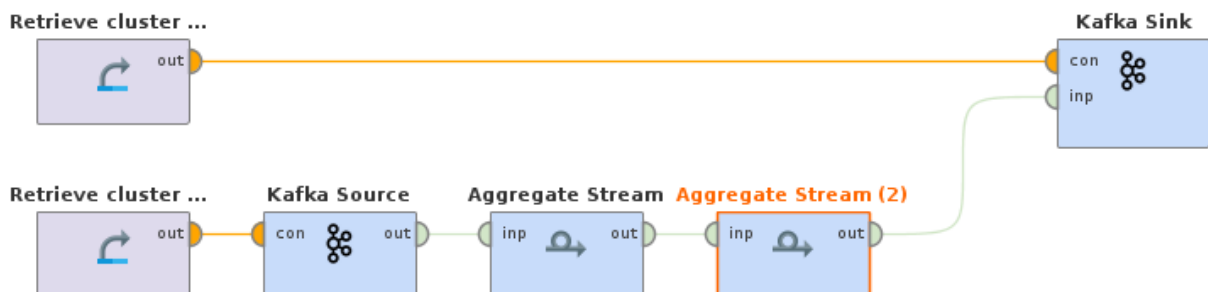 Retrieve cluster ...
Kafka Sink
out
con
inp
Retrieve cluster ...
Kafka Source
Aggregate Stream
Aggregate Stream (2)
out
con
out
inp
out
inp
out